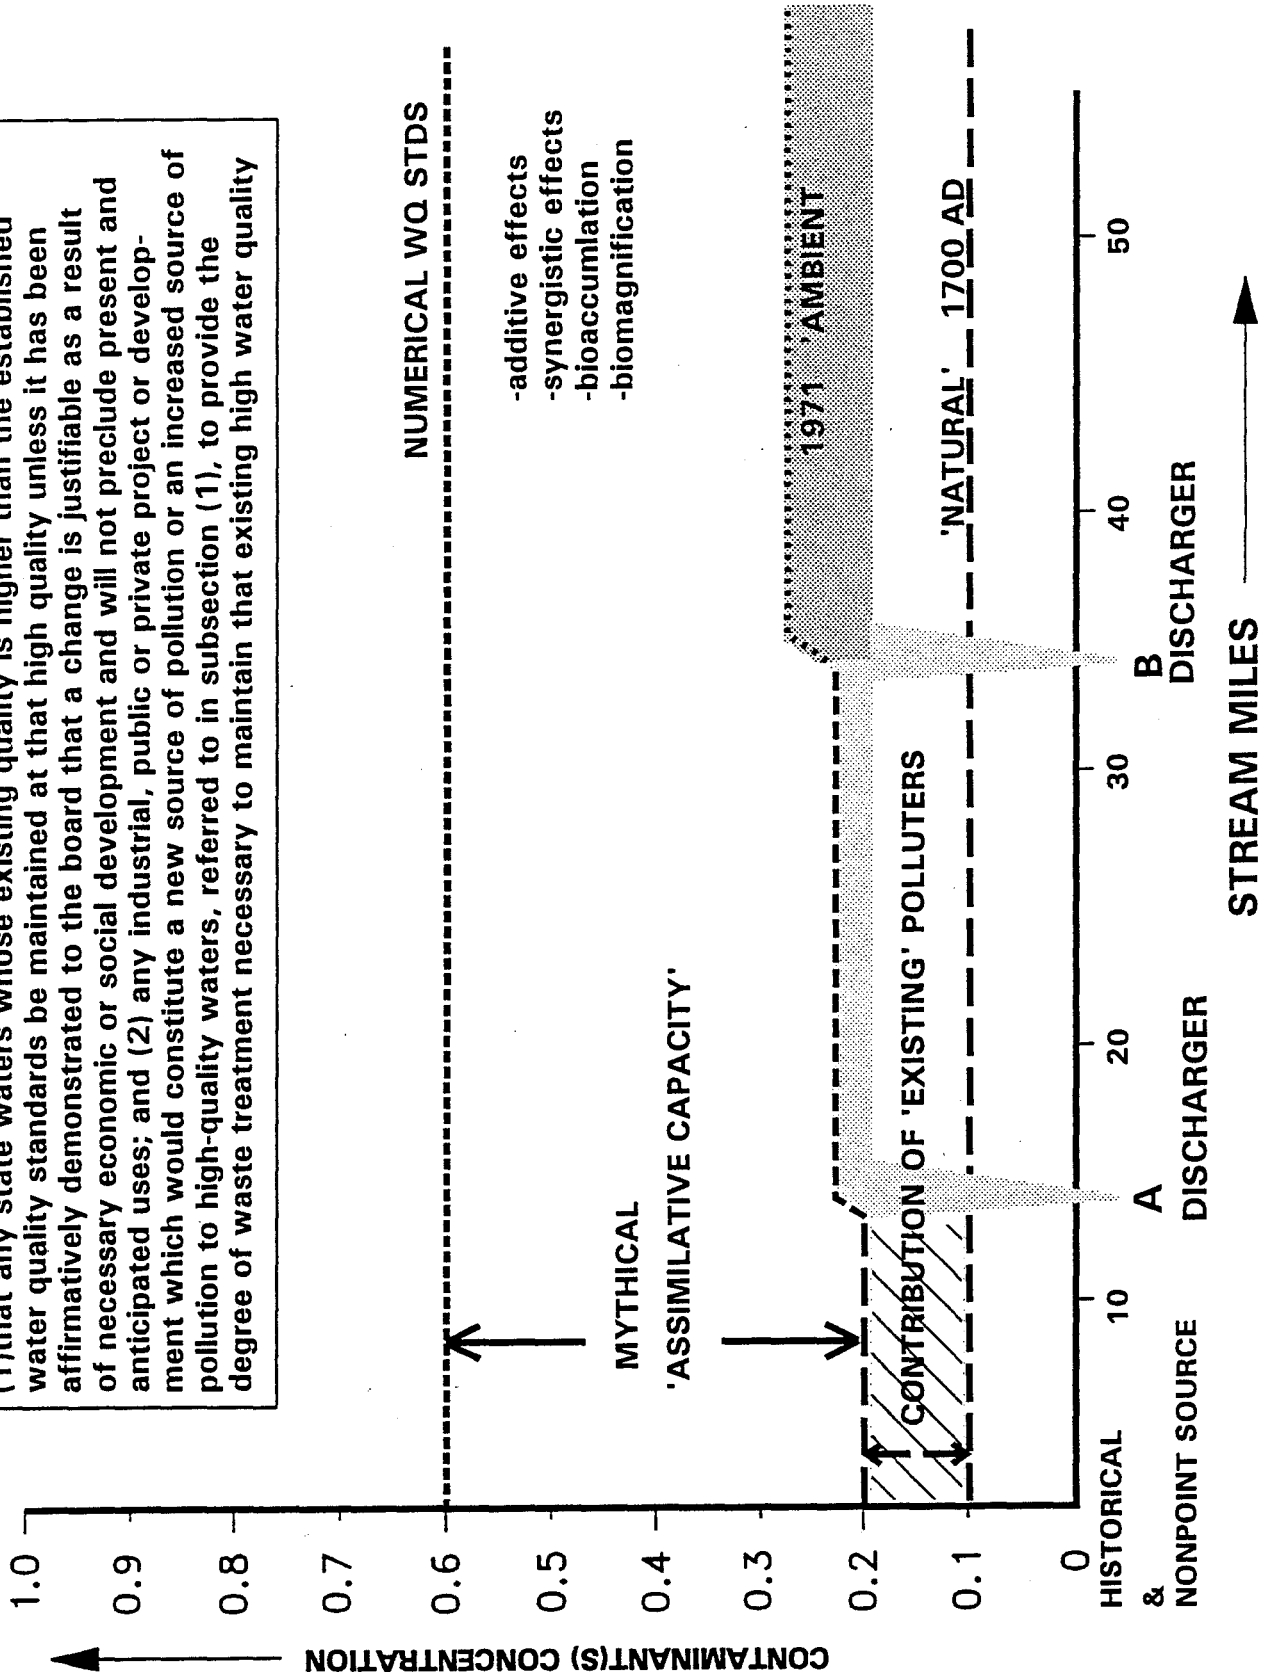 (1) that any state waters whose existing quality is higher than the established
water quality standards be maintained at that high quality unless it has been
affirmatively demonstrated to the board that a change is justifiable as a result
of necessary economic or social development and will not preclude present and
anticipated uses; and (2) any industrial, public or private project or develop-
ment which would constitute a new source of pollution or an increased source of
pollution to high-quality waters, referred to in subsection (1), to provide the
degree of waste treatment necessary to maintain that existing high water quality
CONTAMINANT(S) CONCENTRATION
1.0
0.9
0.8
0.7
0.6
0.5
0.4
0.3
0.2
0.1
0
NUMERICAL WQ STDS
-additive effects
-synergistic effects
-bioaccumlation
-biomagnification
MYTHICAL
'ASSIMILATIVE CAPACITY'
1971 'AMBIENT
CONTRIBUTION OF 'EXISTING' POLLUTERS
'NATURAL' 1700 AD
HISTORICAL
&
NONPOINT SOURCE
10
20
30
40
50
A
DISCHARGER
B
DISCHARGER
STREAM MILES